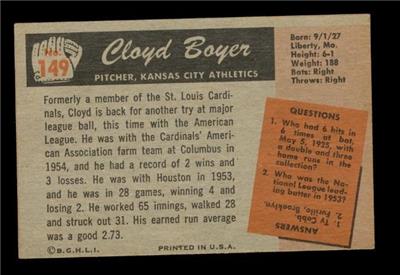 No.
149
Cloyd Boyer
PITCHER, KANSAS CITY ATHLETICS
Born: 9/1/27
Liberty, Mo.
Height: 6-1
Weight: 188
Bats: Right
Throws: Right
Formerly a member of the St. Louis Cardi-
nals, Cloyd is back for another try at major
league ball, this time with the American
League. He was with the Cardinals' Amer-
ican Association farm team at Columbus in
1954, and he had a record of 2 wins and
3 losses. He was with Houston in 1953,
and he was in 28 games, winning 4 and
losing 2. He worked 65 innings, walked 28
and struck out 31. His earned run average
was a good 2.73.
©B.G.H.L.I.
PRINTED IN U.S.A.
QUESTIONS
1. Who had 6 hits in
6 times at bat,
May 5, 1925, with
a double and three
home runs in the
collection?
2. Who was the Na-
tional League lead-
ing batter in 1953?
ANSWERS
1. Ty Cobb.
2. Furillo, Brooklyn.